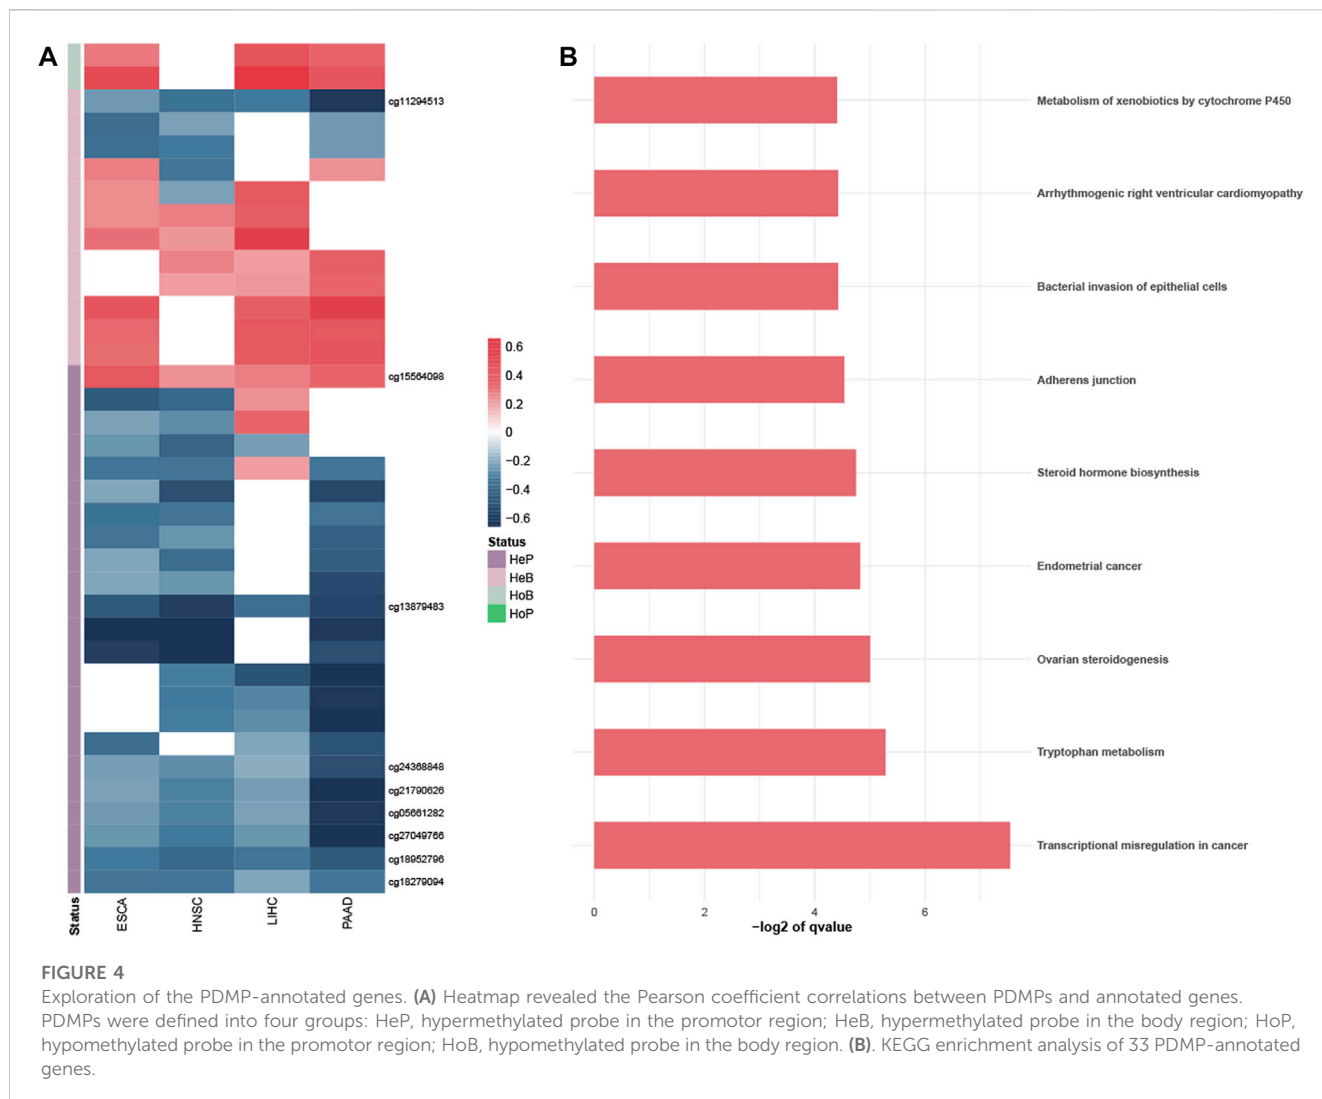 A
cg11294513
cg15564098
cg13879483
cg24368848
cg21790626
cg05661282
cg27049766
cg18952796
cg18279094
Status
ESCA
HNSC
LIHC
PAAD
0.6
0.4
0.2
0
−0.2
−0.4
−0.6
Status
HeP
HeB
HoB
HoP
B
Metabolism of xenobiotics by cytochrome P450
Arrhythmogenic right ventricular cardiomyopathy
Bacterial invasion of epithelial cells
Adherens junction
Steroid hormone biosynthesis
Endometrial cancer
Ovarian steroidogenesis
Tryptophan metabolism
Transcriptional misregulation in cancer
0 2 4 6
−log2 of qvalue
FIGURE 4
Exploration of the PDMP-annotated genes. (A) Heatmap revealed the Pearson coefficient correlations between PDMPs and annotated genes.
PDMPs were defined into four groups: HeP, hypermethylated probe in the promotor region; HeB, hypermethylated probe in the body region; HoP,
hypomethylated probe in the promotor region; HoB, hypomethylated probe in the body region. (B). KEGG enrichment analysis of 33 PDMP-annotated
genes.